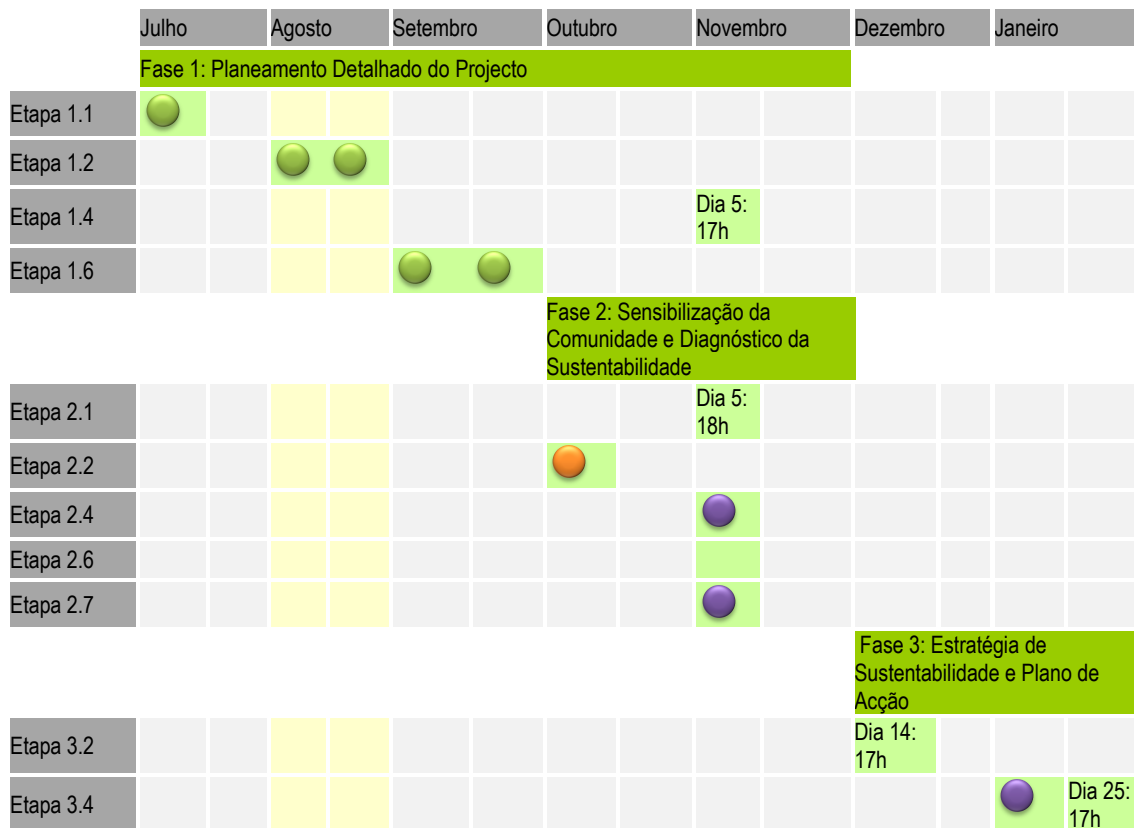 Julho Agosto Setembro Outubro Novembro Dezembro Janeiro
Fase 1: Planeamento Detalhado do Projecto
Etapa 1.1
Etapa 1.2
Etapa 1.4
Dia 5:
17h
Etapa 1.6
Fase 2: Sensibilização da
Comunidade e Diagnóstico da
Sustentabilidade
Etapa 2.1
Dia 5:
18h
Etapa 2.2
Etapa 2.4
Etapa 2.6
Etapa 2.7
Fase 3: Estratégia de
Sustentabilidade e Plano de
Acção
Etapa 3.2
Dia 14:
17h
Etapa 3.4
Dia 25:
17h